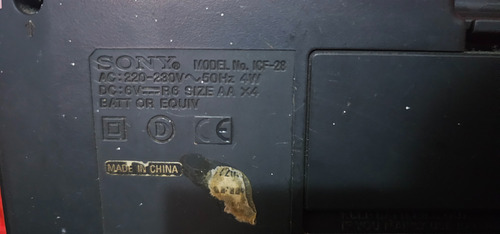 SONY® MODEL No. ICF-28
AC:220-230V~50Hz 4W
DC:6V⎓R6 SIZE AA X4
BATT OR EQUIV
D CE
MADE IN CHINA